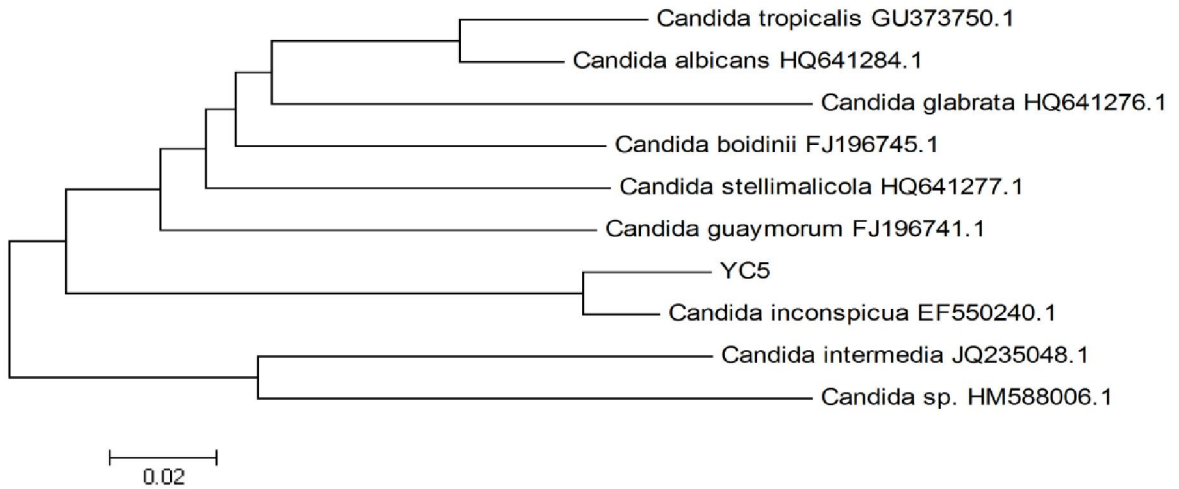 Candida tropicalis GU373750.1
Candida albicans HQ641284.1
Candida glabrata HQ641276.1
Candida boidinii FJ196745.1
Candida stellimalicola HQ641277.1
Candida guaymorum FJ196741.1
YC5
Candida inconspicua EF550240.1
Candida intermedia JQ235048.1
Candida sp. HM588006.1
0.02